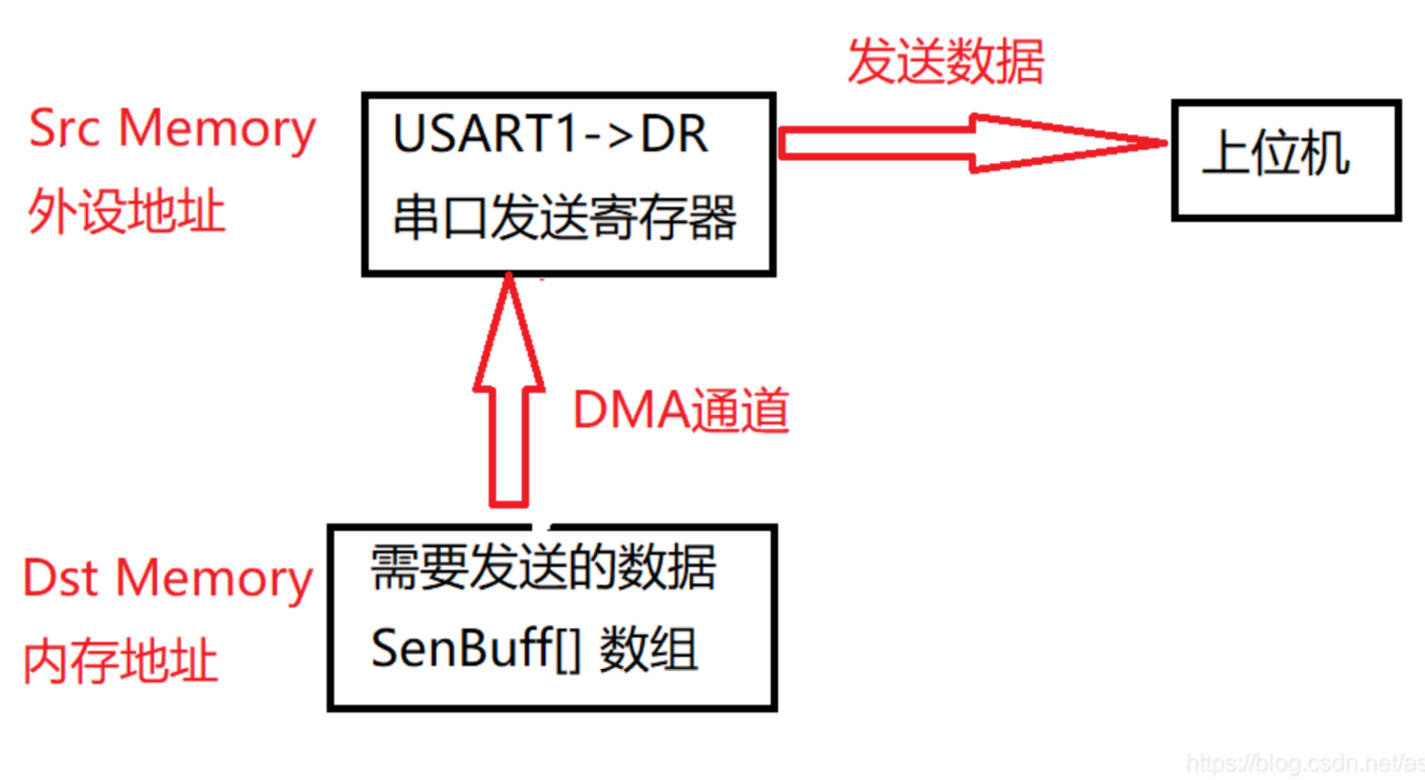 发送数据
Src Memory
外设地址
USART1->DR
串口发送寄存器
上位机
DMA通道
Dst Memory
内存地址
需要发送的数据
SenBuff[] 数组
https://blog.csdn.net/as